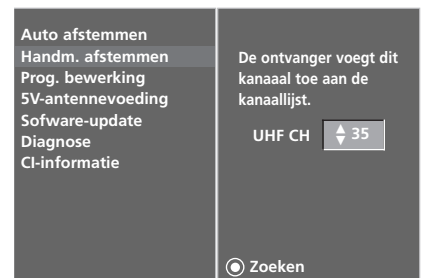 Auto afstemmen
Handm. afstemmen
Prog. bewerking
5V-antennevoeding
Sofware-update
Diagnose
CI-informatie
De ontvanger voegt dit
kanaaal toe aan de
kanaallijst.
UHF CH 35
Zoeken